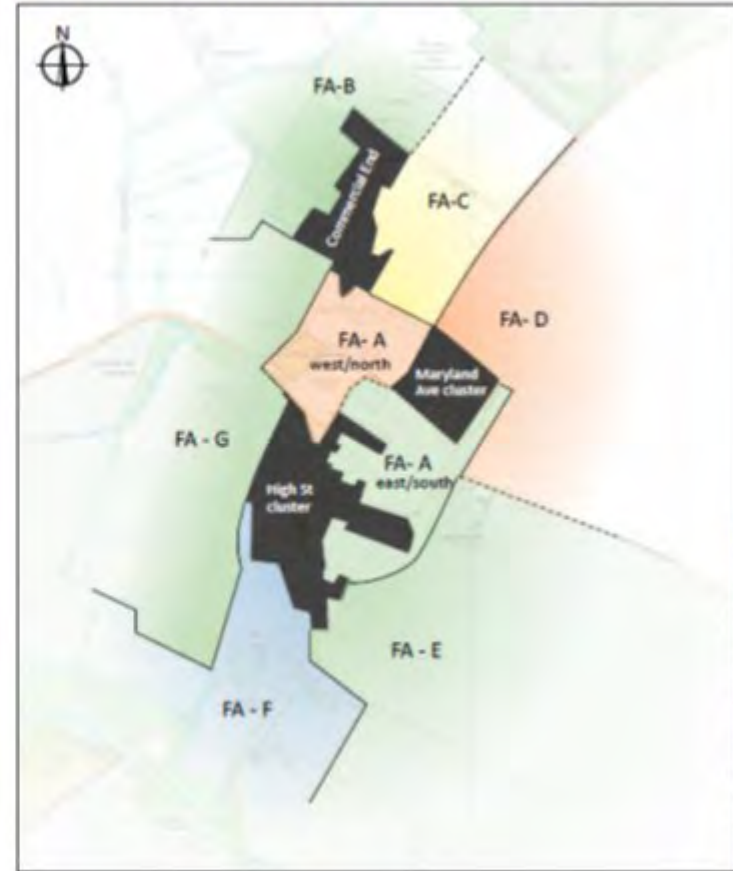 N
FA-B
Commercial End
FA-C
FA- D
FA- A
west/north
Maryland
Ave cluster
FA - G
FA- A
east/south
High St
cluster
FA - E
FA - F